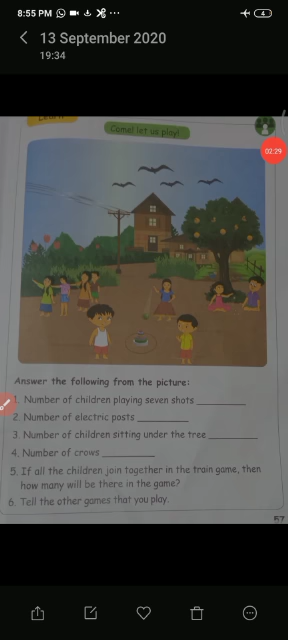 8:55 PM
4
13 September 2020
19:34
Learn
Come! let us play!
02:29
Answer the following from the picture:
1. Number of children playing seven shots
2. Number of electric posts
3. Number of children sitting under the tree
4. Number of crows
5. If all the children join together in the train game, then
how many will be there in the game?
6. Tell the other games that you play.
57